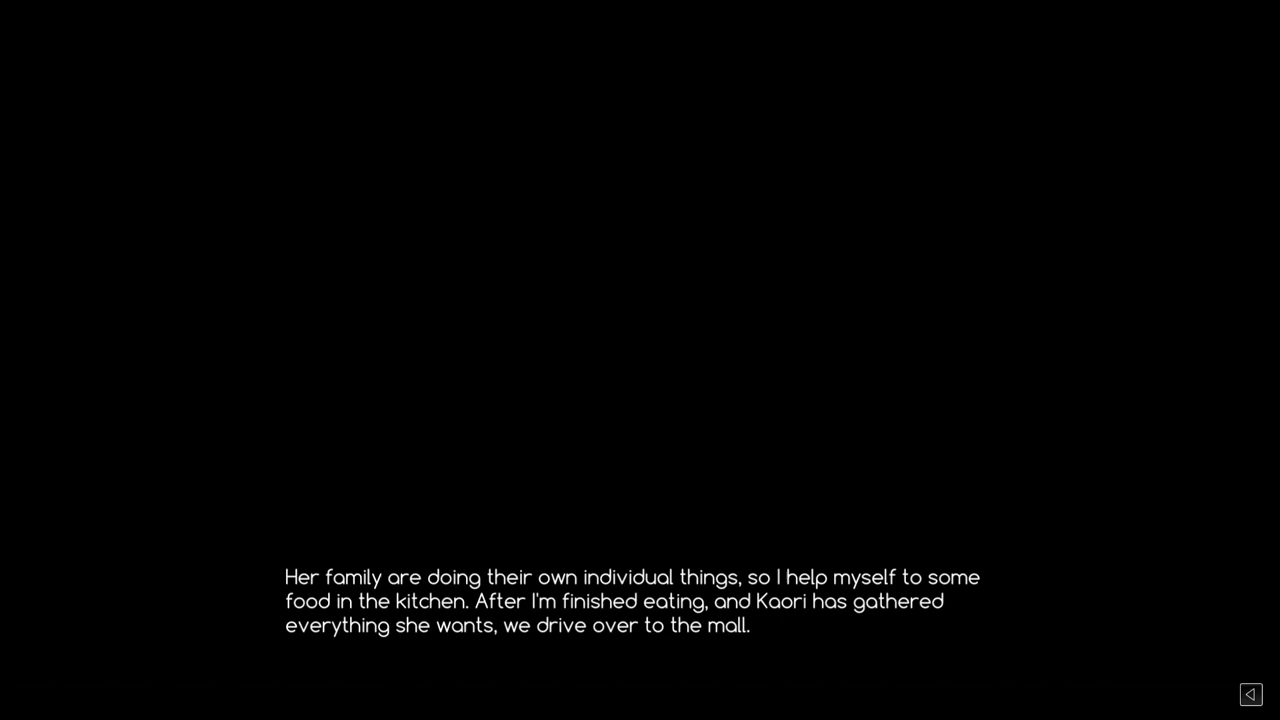 Her family are doing their own individual things, so I help myself to some
food in the kitchen. After I'm finished eating, and Kaori has gathered
everything she wants, we drive over to the mall.